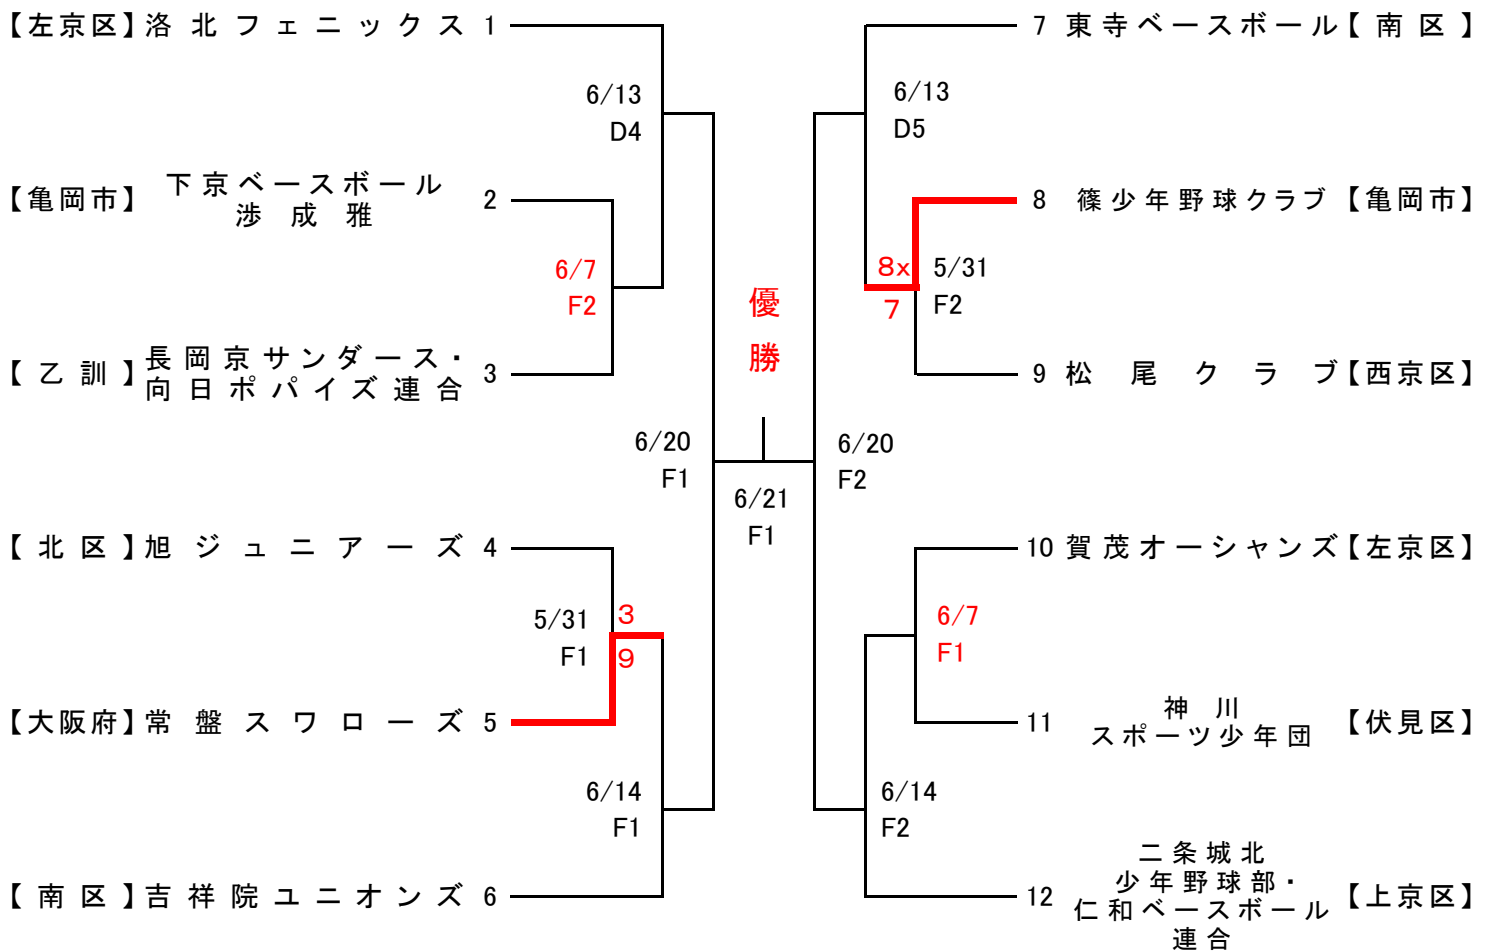 【左京区】洛北フェニックス 1
6/13
D4
【亀岡市】
下京ベースボール
渉成雅
2
6/7
F2
【乙訓】
長岡京サンダース・
向日ポパイズ連合
3
6/20
F1
【北区】旭ジュニアーズ 4
5/31
F1
3
9
【大阪府】常盤スワローズ 5
6/14
F1
【南区】吉祥院ユニオンズ 6
優
勝
6/21
F1
7 東寺ベースボール【南区】
6/13
D5
8 篠少年野球クラブ【亀岡市】
8x
7
5/31
F2
9 松尾クラブ【西京区】
6/20
F2
10 賀茂オーシャンズ【左京区】
6/7
F1
11
神川
スポーツ少年団
【伏見区】
6/14
F2
12
二条城北
少年野球部・
仁和ベースボール
連合
【上京区】